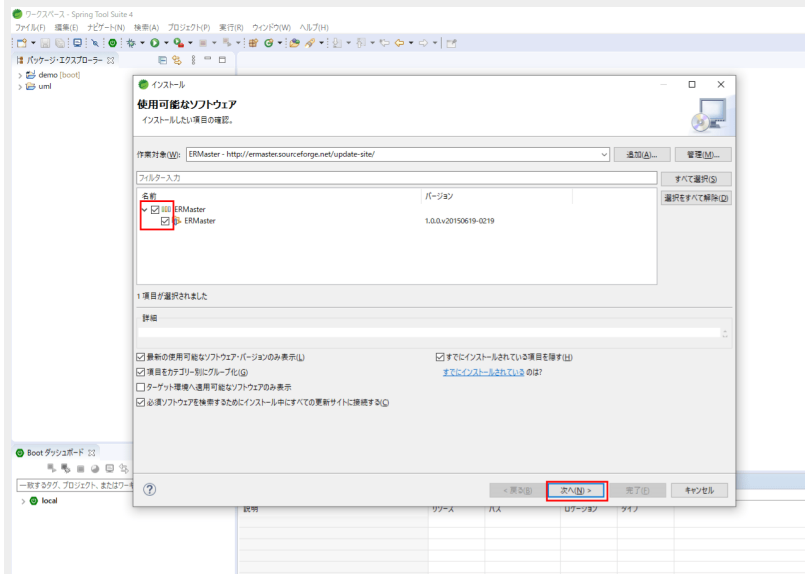 ワークスペース - Spring Tool Suite 4
ファイル(F) 編集(E) ナビゲート(N) 検索(A) プロジェクト(P) 実行(R) ウィンドウ(W) ヘルプ(H)
パッケージ・エクスプローラー
demo [boot]
uml
インストール
使用可能なソフトウェア
インストールしたい項目の確認。
作業対象(W): ERMaster - http://ermaster.sourceforge.net/update-site/ 追加(A)... 管理(M)...
フィルター入力 すべて選択(S)
名前 バージョン 選択をすべて解除(D)
ERMaster
ERMaster 1.0.0.v20150619-0219
1 項目が選択されました
詳細
最新の使用可能なソフトウェア・バージョンのみ表示(L) すでにインストールされている項目を隠す(H)
項目をカテゴリー別にグループ化(G) すでにインストールされている のは?
ターゲット環境へ適用可能なソフトウェアのみ表示
必須ソフトウェアを検索するためにインストール中にすべての更新サイトに接続する(C)
Boot ダッシュボード
一致するタグ、プロジェクト、またはワーキ
local
< 戻る(B) 次へ(N) > 完了(F) キャンセル
説明 リソース パス ロケーション タイプ